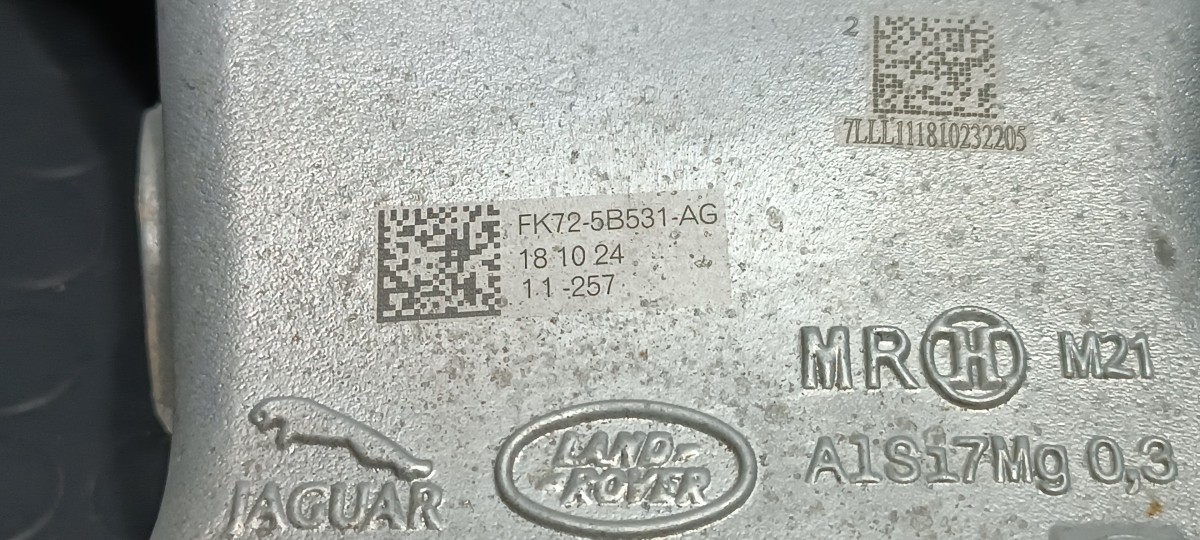 2
7LLL111810232205
FK72-5B531-AG
18 10 24
11-257
MR H M21
JAGUAR
LAND-
ROVER
AlSi7Mg 0,3